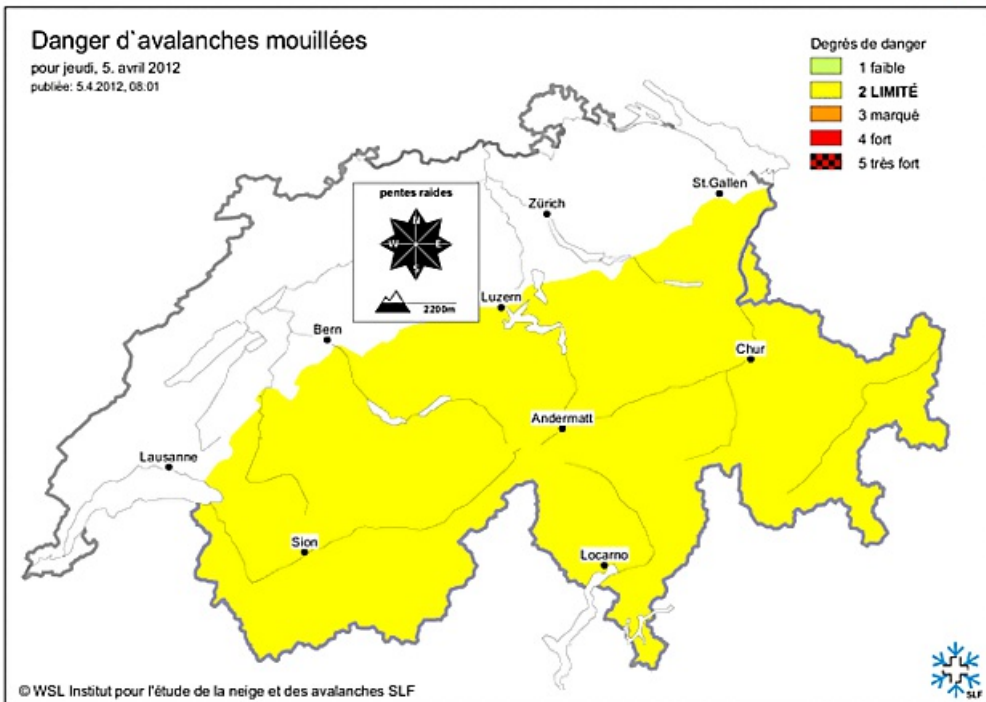 Danger d'avalanches mouillées
pour jeudi, 5. avril 2012
publiée: 5.4.2012, 08:01
Degrés de danger
1 faible
2 LIMITÉ
3 marqué
4 fort
5 très fort
pentes raides
N
W E
S
2200m
St.Gallen
Zürich
Luzern
Bern
Chur
Andermatt
Lausanne
Sion
Locarno
© WSL Institut pour l'étude de la neige et des avalanches SLF
SLF